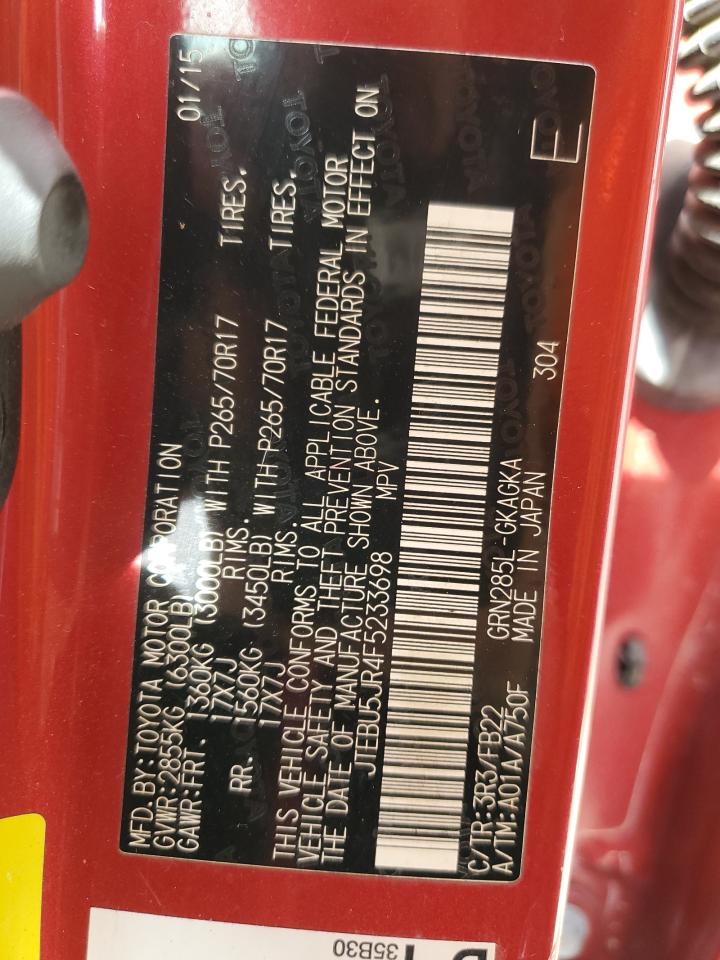 MFD. BY:TOYOTA MOTOR CORPORATION 01/15
GVWR:2855KG (6300LB)
GAWR:FRT. 1360KG (3000LB) WITH P265/70R17 TIRES.
17X7J RIMS.
RR. 1560KG (3450LB) WITH P265/70R17 TIRES.
17X7J RIMS.
THIS VEHICLE CONFORMS TO ALL APPLICABLE FEDERAL MOTOR
VEHICLE SAFETY AND THEFT PREVENTION STANDARDS IN EFFECT ON
THE DATE OF MANUFACTURE SHOWN ABOVE.
JTEBU5JR4F5233698 MPV
C/TR:3R3/FB22 GRN285L-GKAGKA E
A/TM:A01A/A750F MADE IN JAPAN 304
35B30